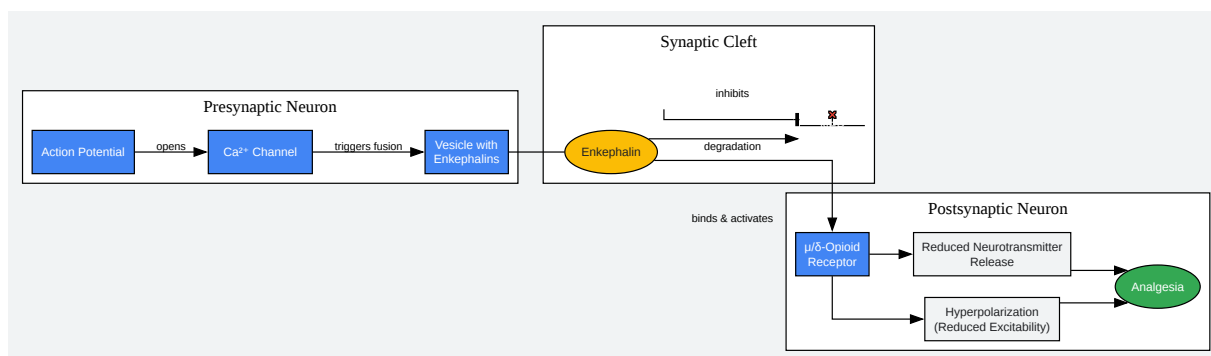 Synaptic Cleft
Presynaptic Neuron
inhibits
Action Potential
opens
Ca²⁺ Channel
triggers fusion
Vesicle with
Enkephalins
Enkephalin
degradation
binds & activates
Postsynaptic Neuron
μ/δ-Opioid
Receptor
Reduced Neurotransmitter
Release
Analgesia
Hyperpolarization
(Reduced Excitability)